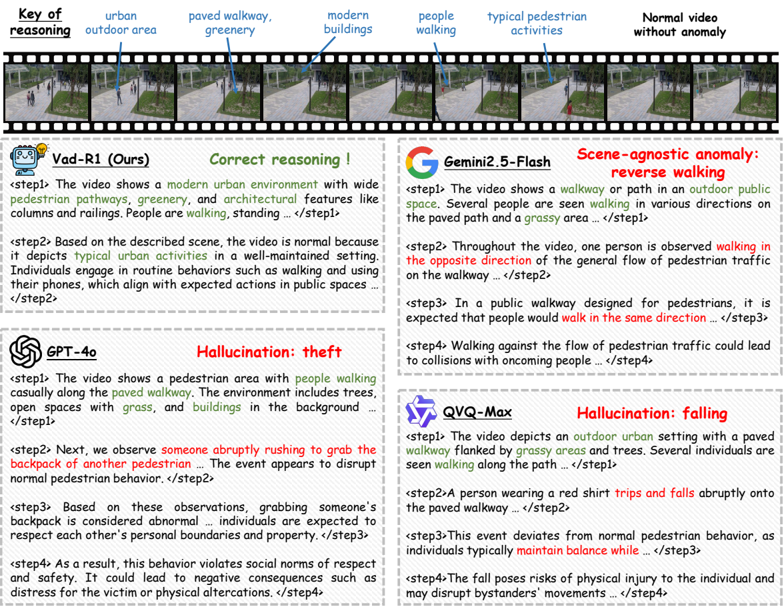 Key of
reasoning
urban
outdoor area
paved walkway,
greenery
modern
buildings
people
walking
typical pedestrian
activities
Normal video
without anomaly
Vad-R1 (Ours)
Correct reasoning !
<step1> The video shows a modern urban environment with wide
pedestrian pathways, greenery, and architectural features like
columns and railings. People are walking, standing … </step1>
<step2> Based on the described scene, the video is normal because
it depicts typical urban activities in a well-maintained setting.
Individuals engage in routine behaviors such as walking and using
their phones, which align with expected actions in public spaces …
</step2>
GPT-4o
Hallucination: theft
<step1> The video shows a pedestrian area with people walking
casually along the paved walkway. The environment includes trees,
open spaces with grass, and buildings in the background …
</step1>
<step2> Next, we observe someone abruptly rushing to grab the
backpack of another pedestrian … The event appears to disrupt
normal pedestrian behavior. </step2>
<step3> Based on these observations, grabbing someone's
backpack is considered abnormal … individuals are expected to
respect each other's personal boundaries and property. </step3>
<step4> As a result, this behavior violates social norms of respect
and safety. It could lead to negative consequences such as
distress for the victim or physical altercations. </step4>
Gemini2.5-Flash
Scene-agnostic anomaly:
reverse walking
<step1> The video shows a walkway or path in an outdoor public
space. Several people are seen walking in various directions on
the paved path and a grassy area … </step1>
<step2> Throughout the video, one person is observed walking in
the opposite direction of the general flow of pedestrian traffic
on the walkway … </step2>
<step3> In a public walkway designed for pedestrians, it is
expected that people would walk in the same direction … </step3>
<step4> Walking against the flow of pedestrian traffic could lead
to collisions with oncoming people … </step4>
QVQ-Max
Hallucination: falling
<step1> The video depicts an outdoor urban setting with a paved
walkway flanked by grassy areas and trees. Several individuals are
seen walking along the path … </step1>
<step2>A person wearing a red shirt trips and falls abruptly onto
the paved walkway … </step2>
<step3>This event deviates from normal pedestrian behavior, as
individuals typically maintain balance while … </step3>
<step4>The fall poses risks of physical injury to the individual and
may disrupt bystanders' movements … </step4>